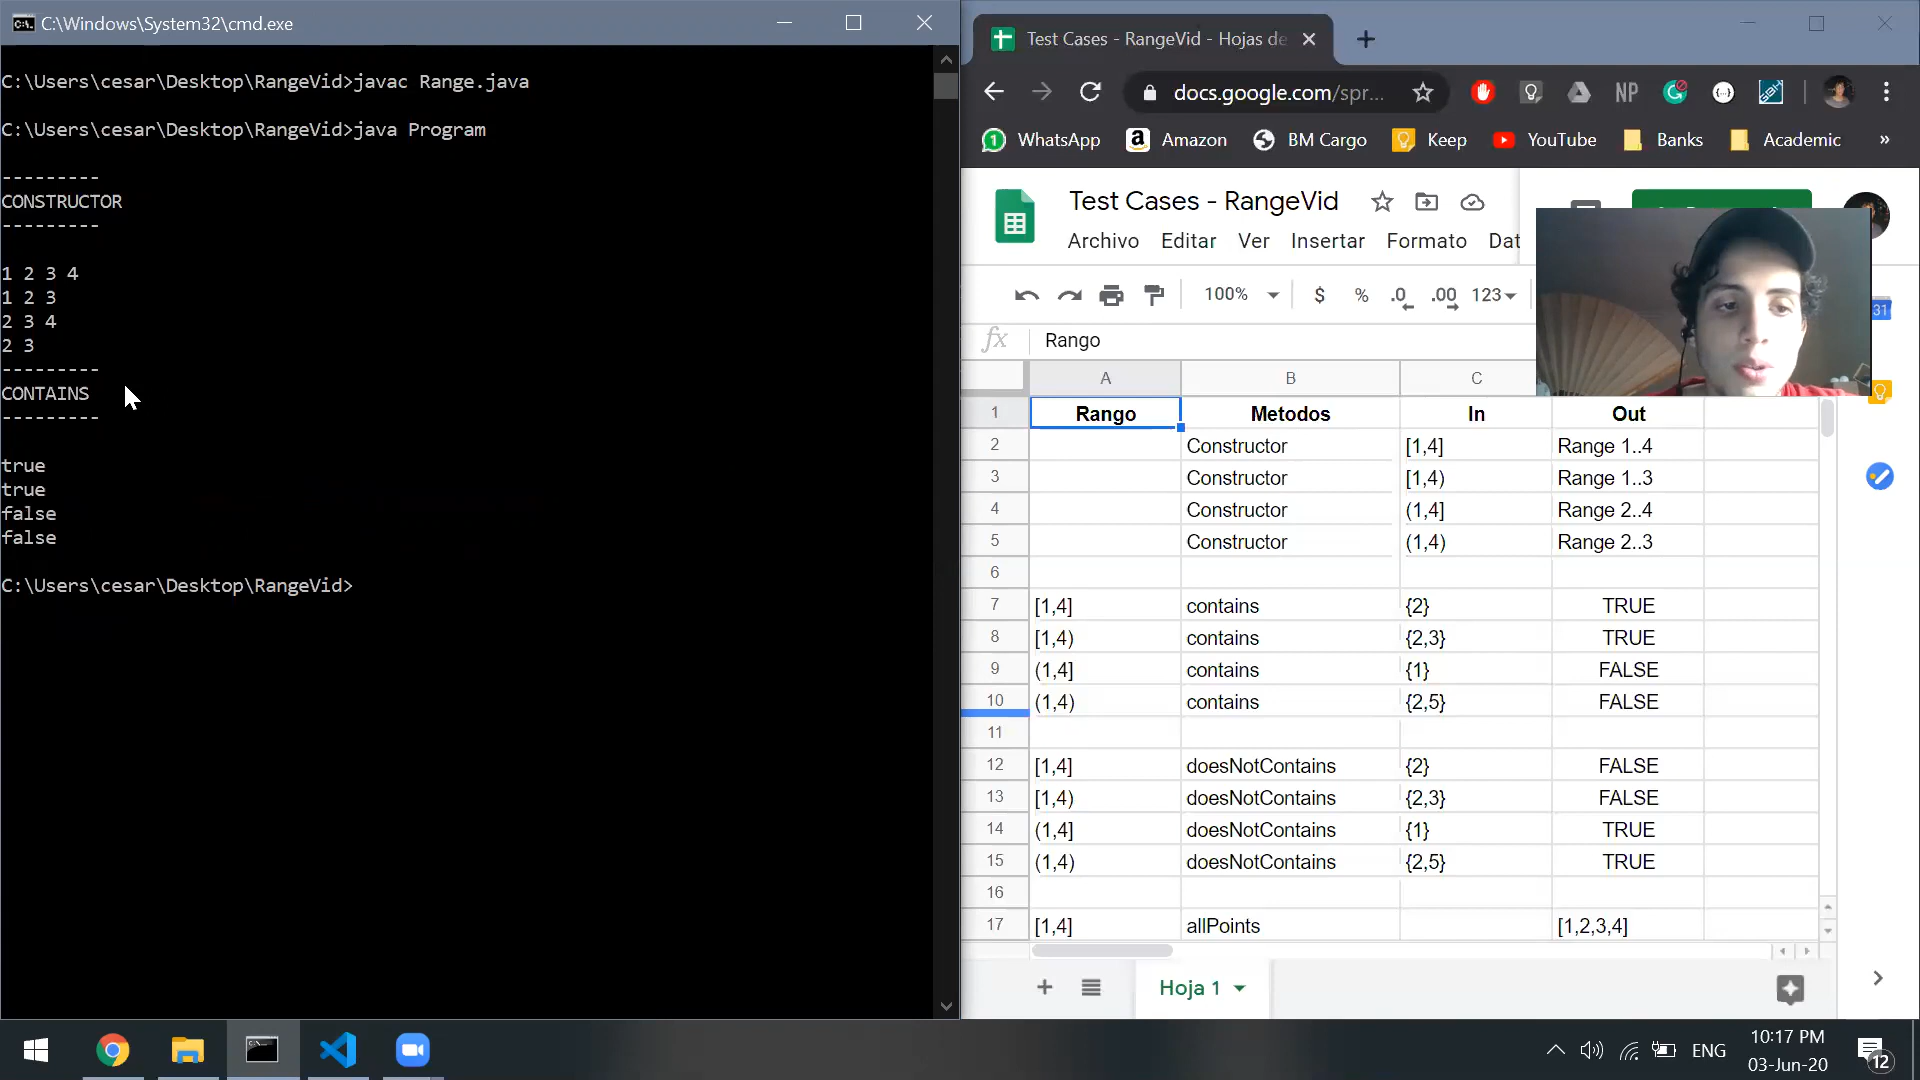 C:\Windows\System32\cmd.exe
C:\Users\cesar\Desktop\RangeVid>javac Range.java
C:\Users\cesar\Desktop\RangeVid>java Program
---------
CONSTRUCTOR
---------
1 2 3 4
1 2 3
2 3 4
2 3
---------
CONTAINS
---------
true
true
false
false
C:\Users\cesar\Desktop\RangeVid>
Test Cases - RangeVid - Hojas de
docs.google.com/spr...
NP
WhatsApp Amazon BM Cargo Keep YouTube Banks Academic »
Test Cases - RangeVid
Archivo Editar Ver Insertar Formato Dat
100% $ % .0 .00 123
31
fx Rango
A B C
1 Rango Metodos In Out
2 Constructor [1,4] Range 1..4
3 Constructor [1,4) Range 1..3
4 Constructor (1,4] Range 2..4
5 Constructor (1,4) Range 2..3
6
7 [1,4] contains {2} TRUE
8 [1,4) contains {2,3} TRUE
9 (1,4] contains {1} FALSE
10 (1,4) contains {2,5} FALSE
11
12 [1,4] doesNotContains {2} FALSE
13 [1,4) doesNotContains {2,3} FALSE
14 (1,4] doesNotContains {1} TRUE
15 (1,4) doesNotContains {2,5} TRUE
16
17 [1,4] allPoints [1,2,3,4]
Hoja 1
ENG
10:17 PM
03-Jun-20
12